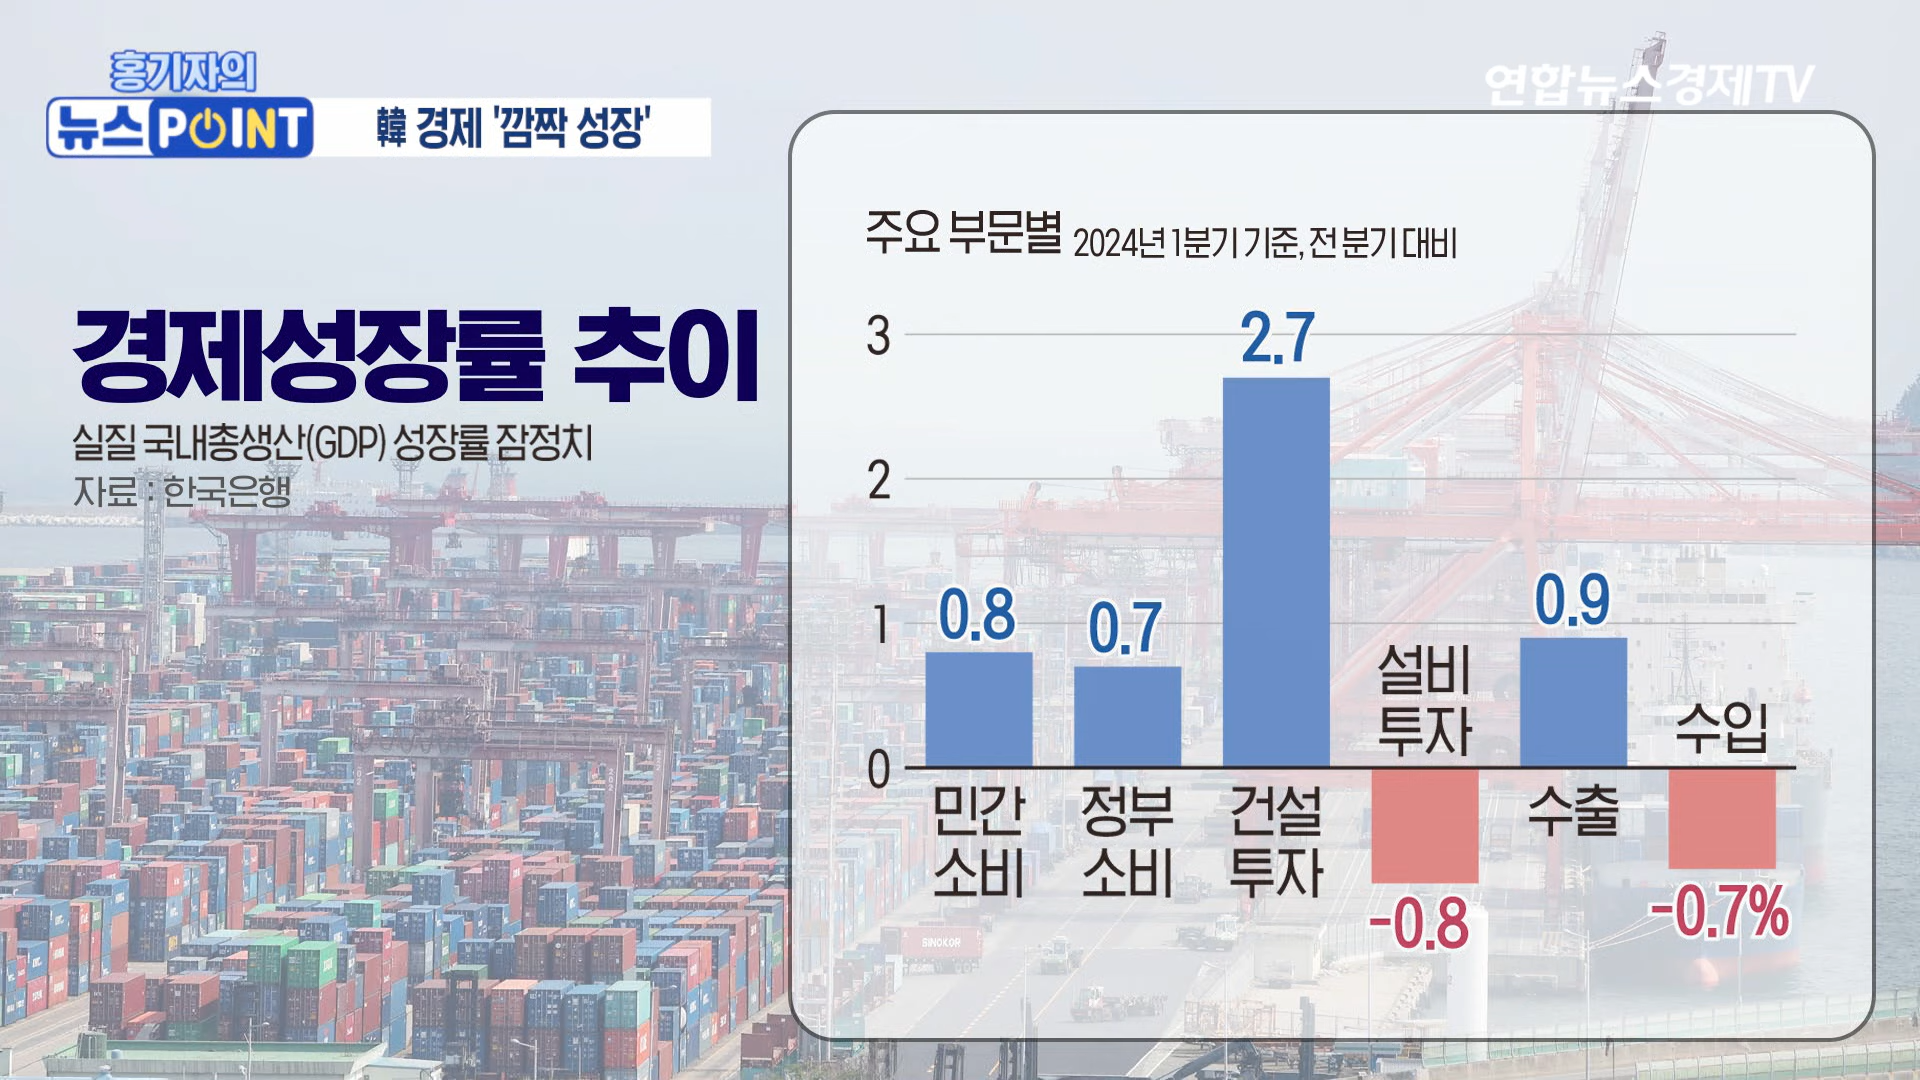 홍기자의
뉴스POINT
韓 경제 '깜짝 성장'
연합뉴스경제TV
경제성장률 추이
실질 국내총생산(GDP) 성장률 잠정치
자료 : 한국은행
주요 부문별 2024년 1분기 기준, 전 분기 대비
3
2
1
0
0.8
0.7
2.7
-0.8
0.9
-0.7%
민간
소비
정부
소비
건설
투자
설비
투자
수출
수입
SINOKOR